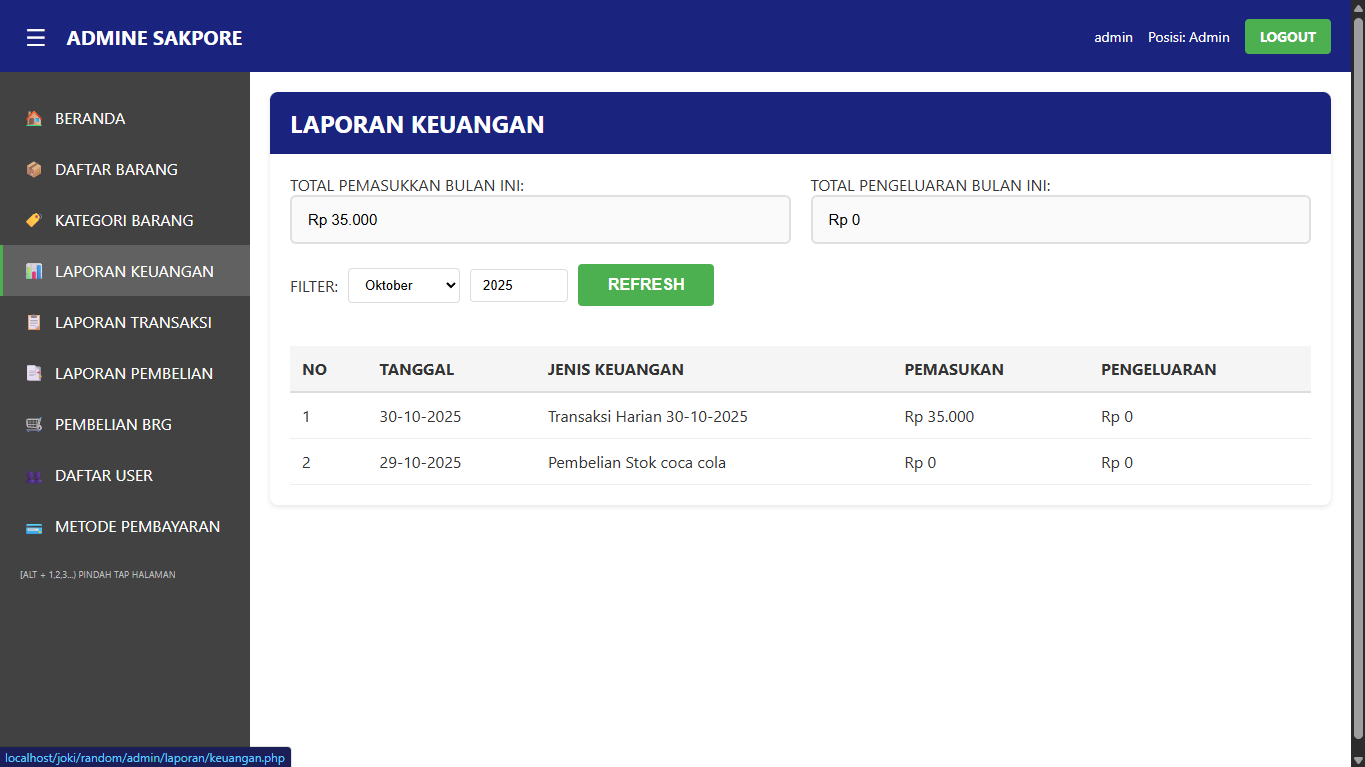 ☰ ADMINE SAKPORE
admin Posisi: Admin LOGOUT
BERANDA
DAFTAR BARANG
KATEGORI BARANG
LAPORAN KEUANGAN
LAPORAN TRANSAKSI
LAPORAN PEMBELIAN
PEMBELIAN BRG
DAFTAR USER
METODE PEMBAYARAN
[ALT + 1,2,3...) PINDAH TAP HALAMAN
LAPORAN KEUANGAN
TOTAL PEMASUKKAN BULAN INI:
Rp 35.000
TOTAL PENGELUARAN BULAN INI:
Rp 0
FILTER: Oktober 2025 REFRESH
NO TANGGAL JENIS KEUANGAN PEMASUKAN PENGELUARAN
1 30-10-2025 Transaksi Harian 30-10-2025 Rp 35.000 Rp 0
2 29-10-2025 Pembelian Stok coca cola Rp 0 Rp 0
localhost/joki/random/admin/laporan/keuangan.php